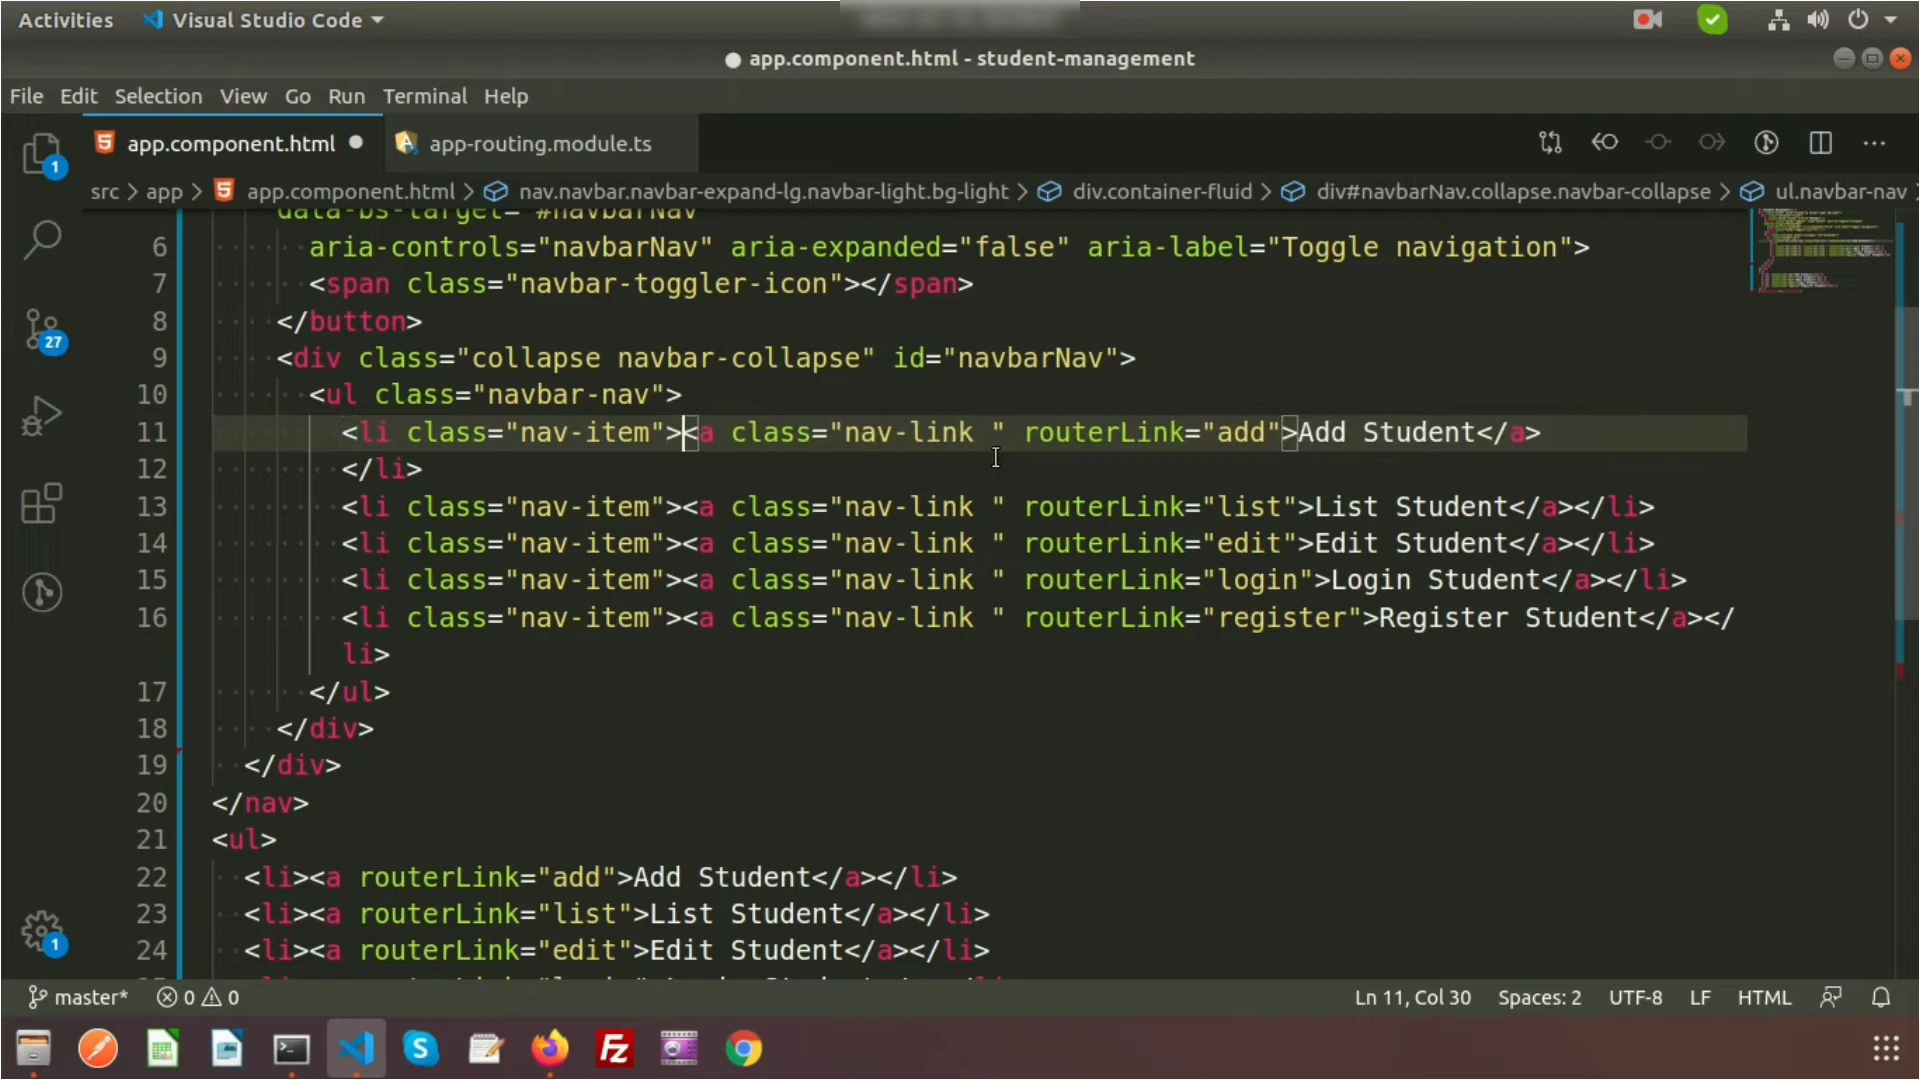 Activities Visual Studio Code
app.component.html - student-management
File Edit Selection View Go Run Terminal Help
app.component.html app-routing.module.ts
1
src > app > app.component.html > nav.navbar.navbar-expand-lg.navbar-light.bg-light > div.container-fluid > div#navbarNav.collapse.navbar-collapse > ul.navbar-nav
data-bs-target="#navbarNav"
6 aria-controls="navbarNav" aria-expanded="false" aria-label="Toggle navigation">
7 <span class="navbar-toggler-icon"></span>
8 </button>
27
9 <div class="collapse navbar-collapse" id="navbarNav">
10 <ul class="navbar-nav">
11 <li class="nav-item"><a class="nav-link " routerLink="add">Add Student</a>
12 </li>
13 <li class="nav-item"><a class="nav-link " routerLink="list">List Student</a></li>
14 <li class="nav-item"><a class="nav-link " routerLink="edit">Edit Student</a></li>
15 <li class="nav-item"><a class="nav-link " routerLink="login">Login Student</a></li>
16 <li class="nav-item"><a class="nav-link " routerLink="register">Register Student</a></
li>
17 </ul>
18 </div>
19 </div>
20 </nav>
21 <ul>
22 <li><a routerLink="add">Add Student</a></li>
23 <li><a routerLink="list">List Student</a></li>
24 <li><a routerLink="edit">Edit Student</a></li>
1
master* 0 0 Ln 11, Col 30 Spaces: 2 UTF-8 LF HTML